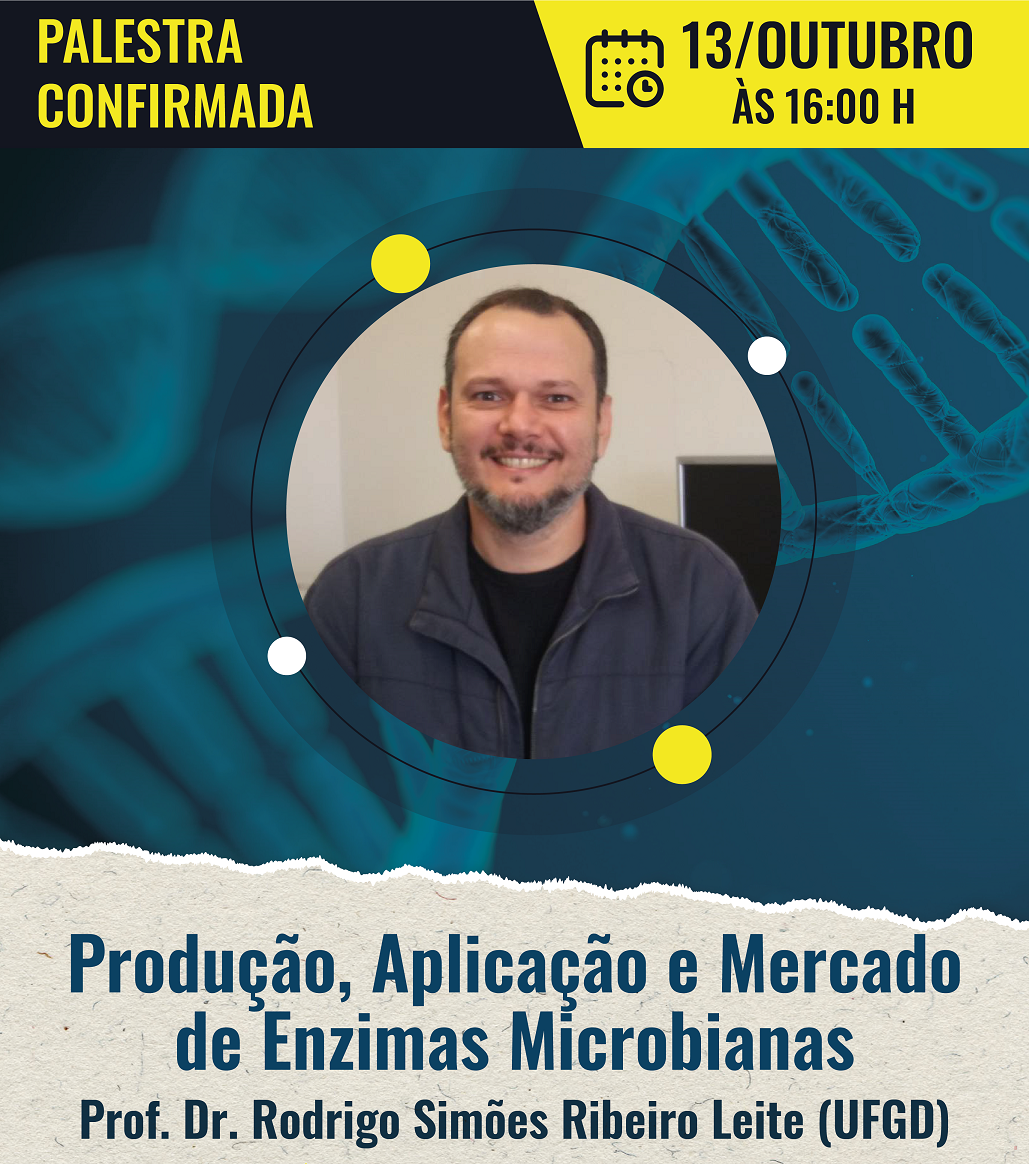 PALESTRA
CONFIRMADA
13/OUTUBRO
ÀS 16:00 H
Produção, Aplicação e Mercado
de Enzimas Microbianas
Prof. Dr. Rodrigo Simões Ribeiro Leite (UFGD)